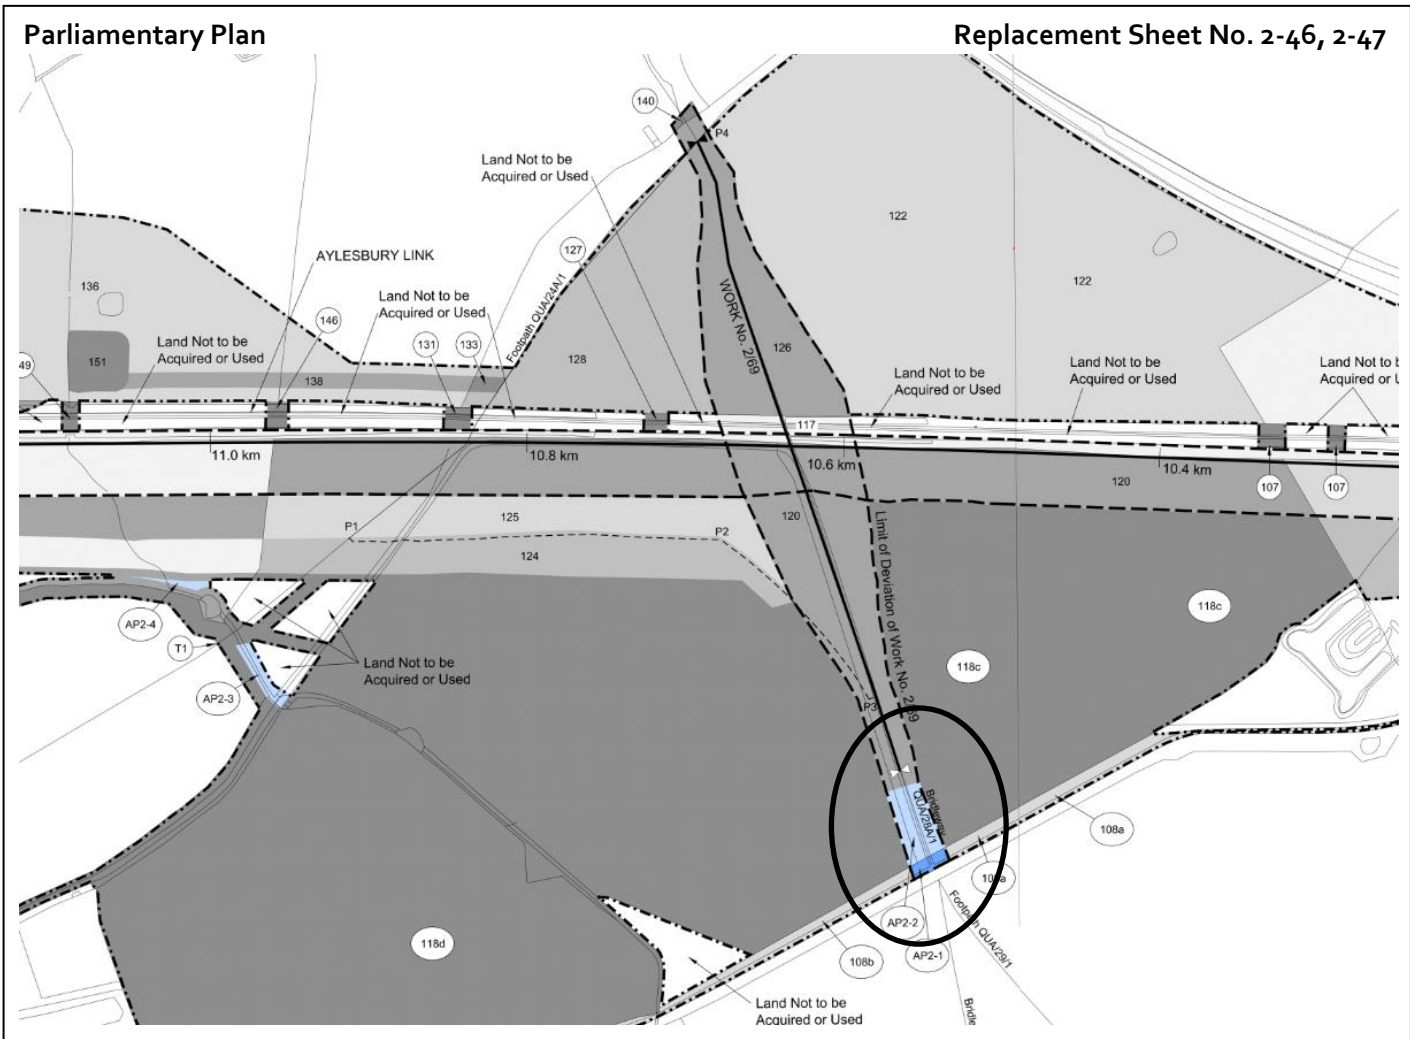 Parliamentary Plan
Replacement Sheet No. 2-46, 2-47
140
P4
Land Not to be
Acquired or Used
122
127
AYLESBURY LINK
Footpath QUA/24A/1
136
Land Not to be
Acquired or Used
122
WORK No. 2/69
146
131
133
126
Land Not to be
Acquired or Used
128
151
49
138
Land Not to be
Acquired or Used
Land Not to be
Acquired or Used
Land Not to b
Acquired or U
117
11.0 km
10.8 km
10.6 km
10.4 km
120
107
107
P1
125
P2
120
124
Limit of Deviation of Work No. 2/69
AP2-4
T1
118c
Land Not to be
Acquired or Used
118c
AP2-3
P3
Bridleway
QUA/28A/1
108a
AP2-2
Footpath QUA/29/1
118d
108b
AP2-1
Land Not to be
Acquired or Used
Bridle